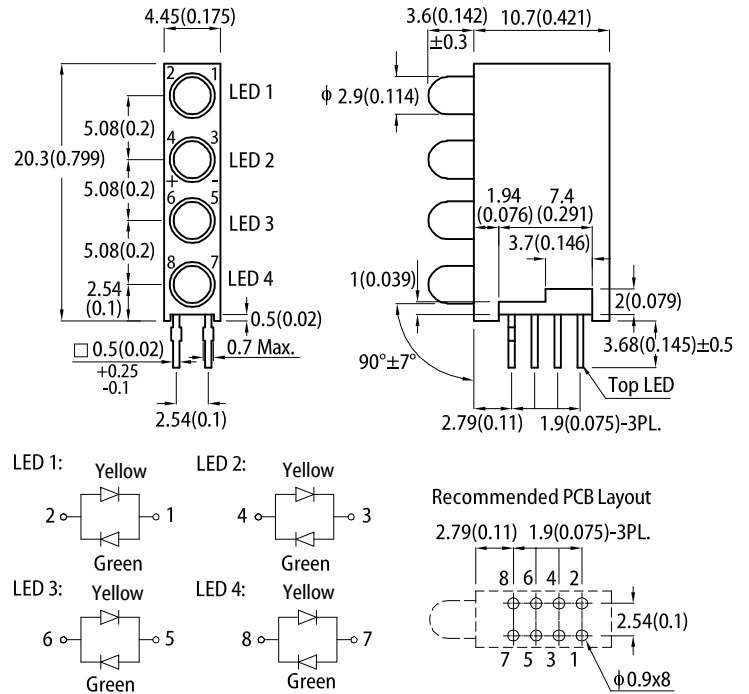 4.45(0.175)
3.6(0.142)
±0.3
10.7(0.421)
2 1
LED 1
ϕ 2.9(0.114)
5.08(0.2)
4 3
LED 2
20.3(0.799)
+ -
5.08(0.2)
6 5
LED 3
1.94
(0.076)
7.4
(0.291)
3.7(0.146)
5.08(0.2)
8 7
LED 4
2.54
(0.1)
1(0.039)
2(0.079)
0.5(0.02)
□ 0.5(0.02)
+0.25
-0.1
0.7 Max.
3.68(0.145)±0.5
90°±7°
Top LED
2.54(0.1)
2.79(0.11)
1.9(0.075)-3PL.
LED 1:
Yellow
2 1
Green
LED 2:
Yellow
4 3
Green
LED 3:
Yellow
6 5
Green
LED 4:
Yellow
8 7
Green
Recommended PCB Layout
2.79(0.11)
1.9(0.075)-3PL.
8 6 4 2
2.54(0.1)
7 5 3 1
ϕ0.9x8